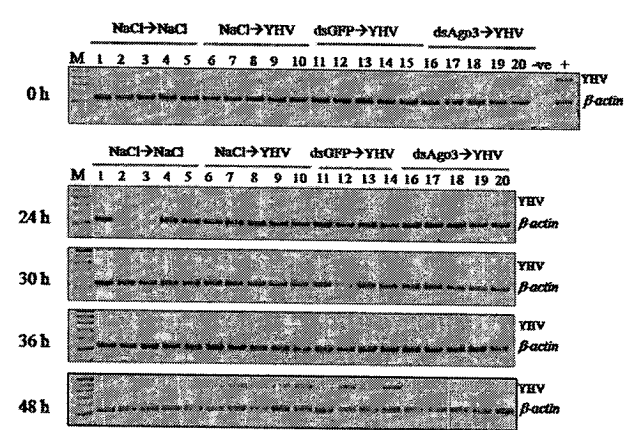 NaCl→NaCl NaCl→YHV dsGFP→YHV dsAgo3→YHV
M 1 2 3 4 5 6 7 8 9 10 11 12 13 14 15 16 17 18 19 20 -ve +
0 h YHV
β-actin
NaCl→NaCl NaCl→YHV dsGFP→YHV dsAgo3→YHV
M 1 2 3 4 5 6 7 8 9 10 11 12 13 14 16 17 18 19 20
24 h YHV
β-actin
30 h YHV
β-actin
36 h YHV
β-actin
48 h YHV
β-actin